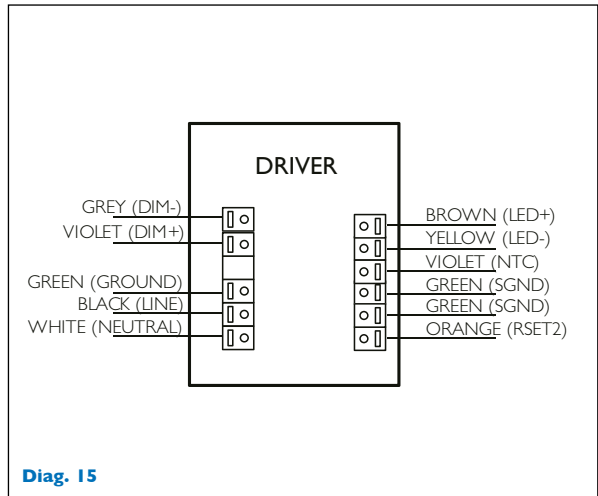 DRIVER
GREY (DIM-)
VIOLET (DIM+)
GREEN (GROUND)
BLACK (LINE)
WHITE (NEUTRAL)
BROWN (LED+)
YELLOW (LED-)
VIOLET (NTC)
GREEN (SGND)
GREEN (SGND)
ORANGE (RSET2)
Diag. 15